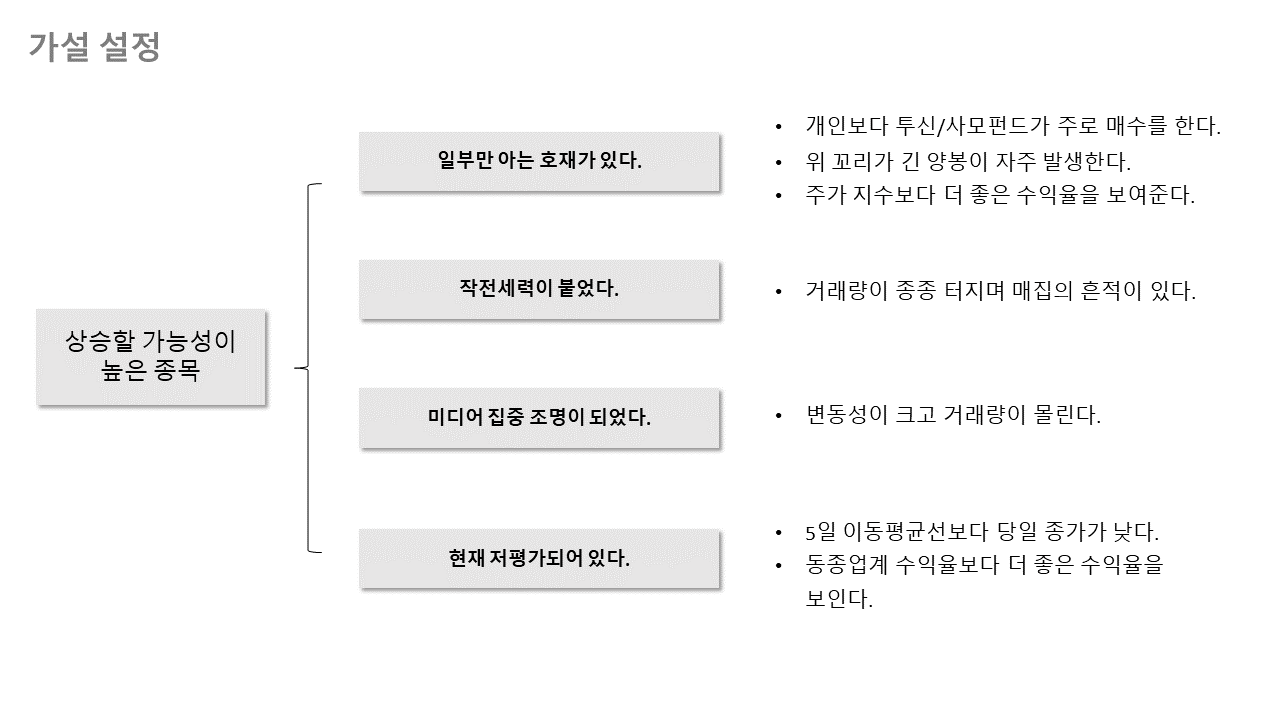 가설 설정
상승할 가능성이
높은 종목
일부만 아는 호재가 있다.
• 개인보다 투신/사모펀드가 주로 매수를 한다.
• 위 꼬리가 긴 양봉이 자주 발생한다.
• 주가 지수보다 더 좋은 수익율을 보여준다.
작전세력이 붙었다.
• 거래량이 종종 터지며 매집의 흔적이 있다.
미디어 집중 조명이 되었다.
• 변동성이 크고 거래량이 몰린다.
현재 저평가되어 있다.
• 5일 이동평균선보다 당일 종가가 낮다.
• 동종업계 수익율보다 더 좋은 수익율을
보인다.